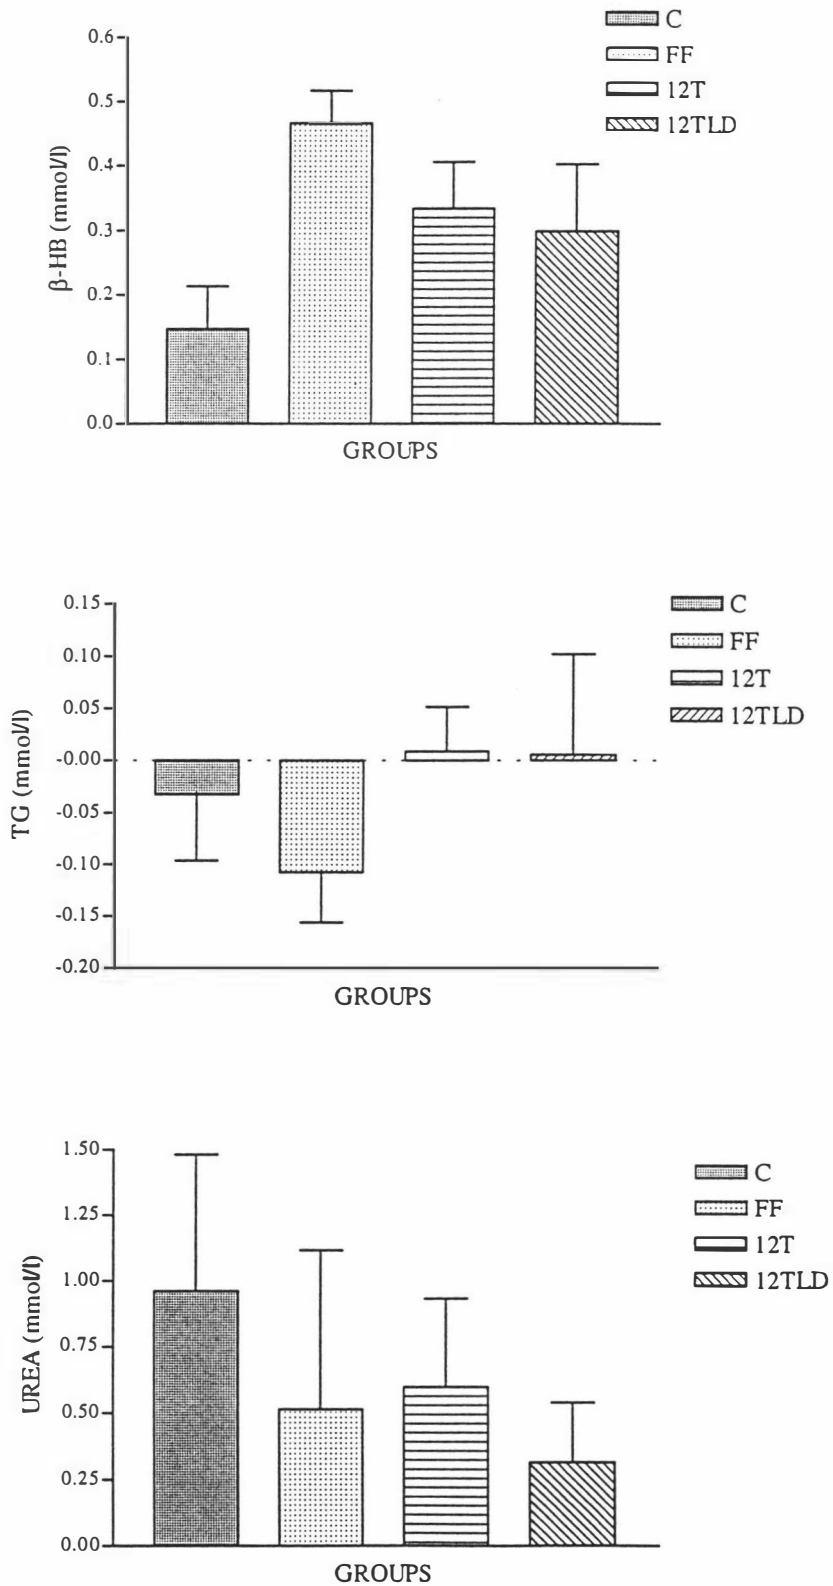 C
FF
12T
12TLD
0.6
0.5
0.4
0.3
0.2
0.1
0.0
β-HB (mmol/l)
GROUPS
C
FF
12T
12TLD
0.15
0.10
0.05
-0.00
-0.05
-0.10
-0.15
-0.20
TG (mmol/l)
GROUPS
C
FF
12T
12TLD
1.50
1.25
1.00
0.75
0.50
0.25
0.00
UREA (mmol/l)
GROUPS